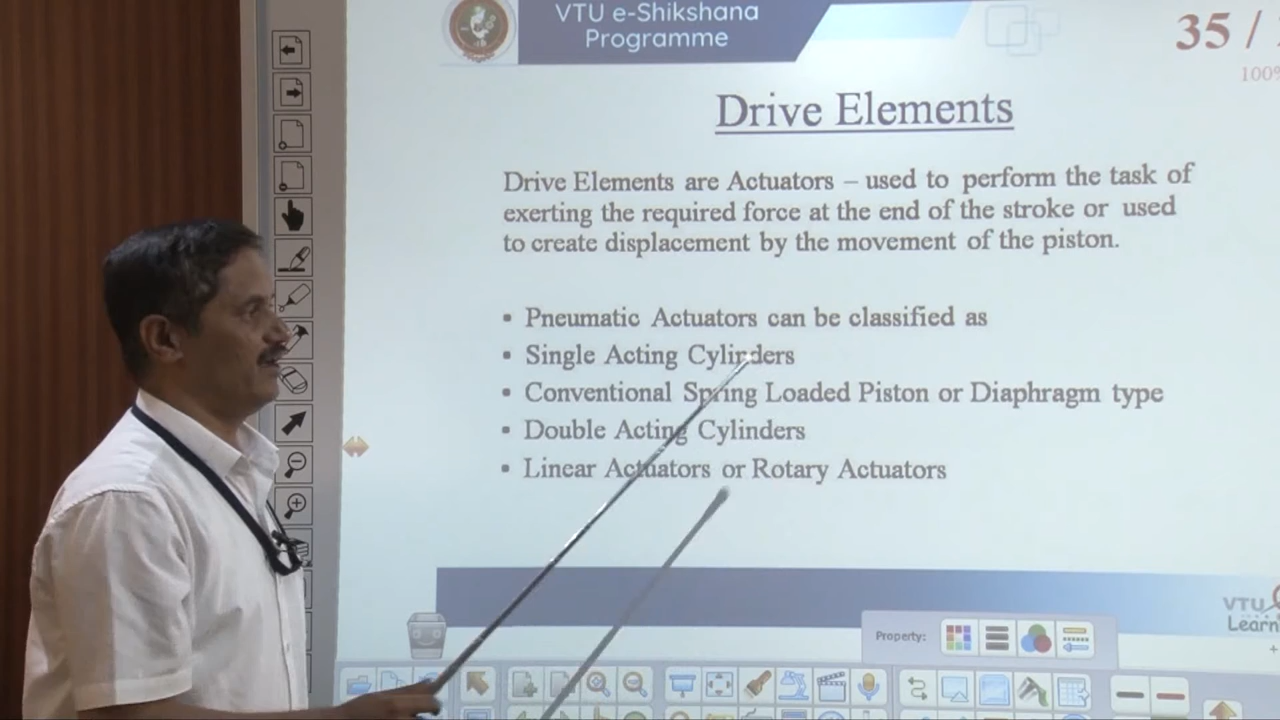 VTU e-Shikshana
Programme
35 /
100%
Drive Elements
Drive Elements are Actuators – used to perform the task of
exerting the required force at the end of the stroke or used
to create displacement by the movement of the piston.
• Pneumatic Actuators can be classified as
• Single Acting Cylinders
• Conventional Spring Loaded Piston or Diaphragm type
• Double Acting Cylinders
• Linear Actuators or Rotary Actuators
VTU
Learn
Property: